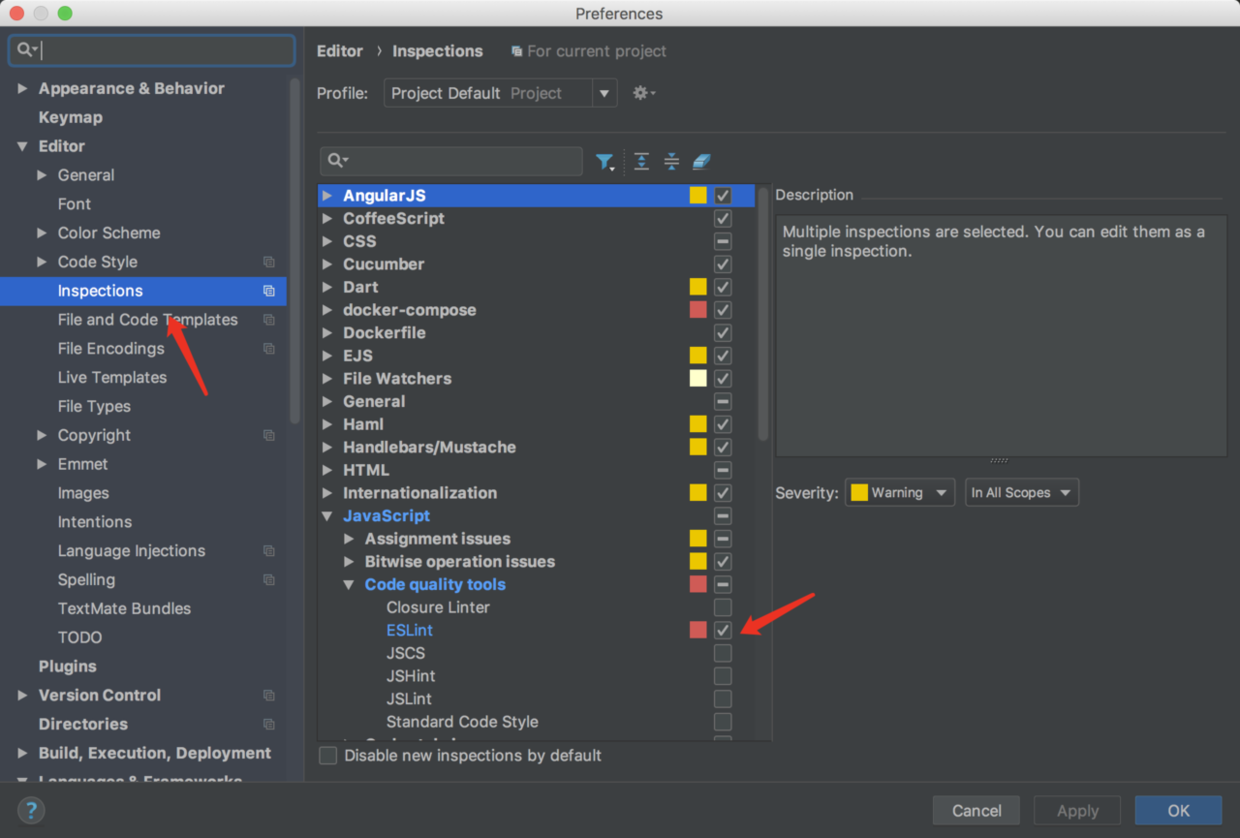 Preferences
Appearance & Behavior
Keymap
Editor
General
Font
Color Scheme
Code Style
Inspections
File and Code Templates
File Encodings
Live Templates
File Types
Copyright
Emmet
Images
Intentions
Language Injections
Spelling
TextMate Bundles
TODO
Plugins
Version Control
Directories
Build, Execution, Deployment
Languages & Frameworks
Editor › Inspections For current project
Profile: Project Default Project
AngularJS
CoffeeScript
CSS
Cucumber
Dart
docker-compose
Dockerfile
EJS
File Watchers
General
Haml
Handlebars/Mustache
HTML
Internationalization
JavaScript
Assignment issues
Bitwise operation issues
Code quality tools
Closure Linter
ESLint
JSCS
JSHint
JSLint
Standard Code Style
Disable new inspections by default
Description
Multiple inspections are selected. You can edit them as a
single inspection.
Severity: Warning In All Scopes
?
Cancel
Apply
OK